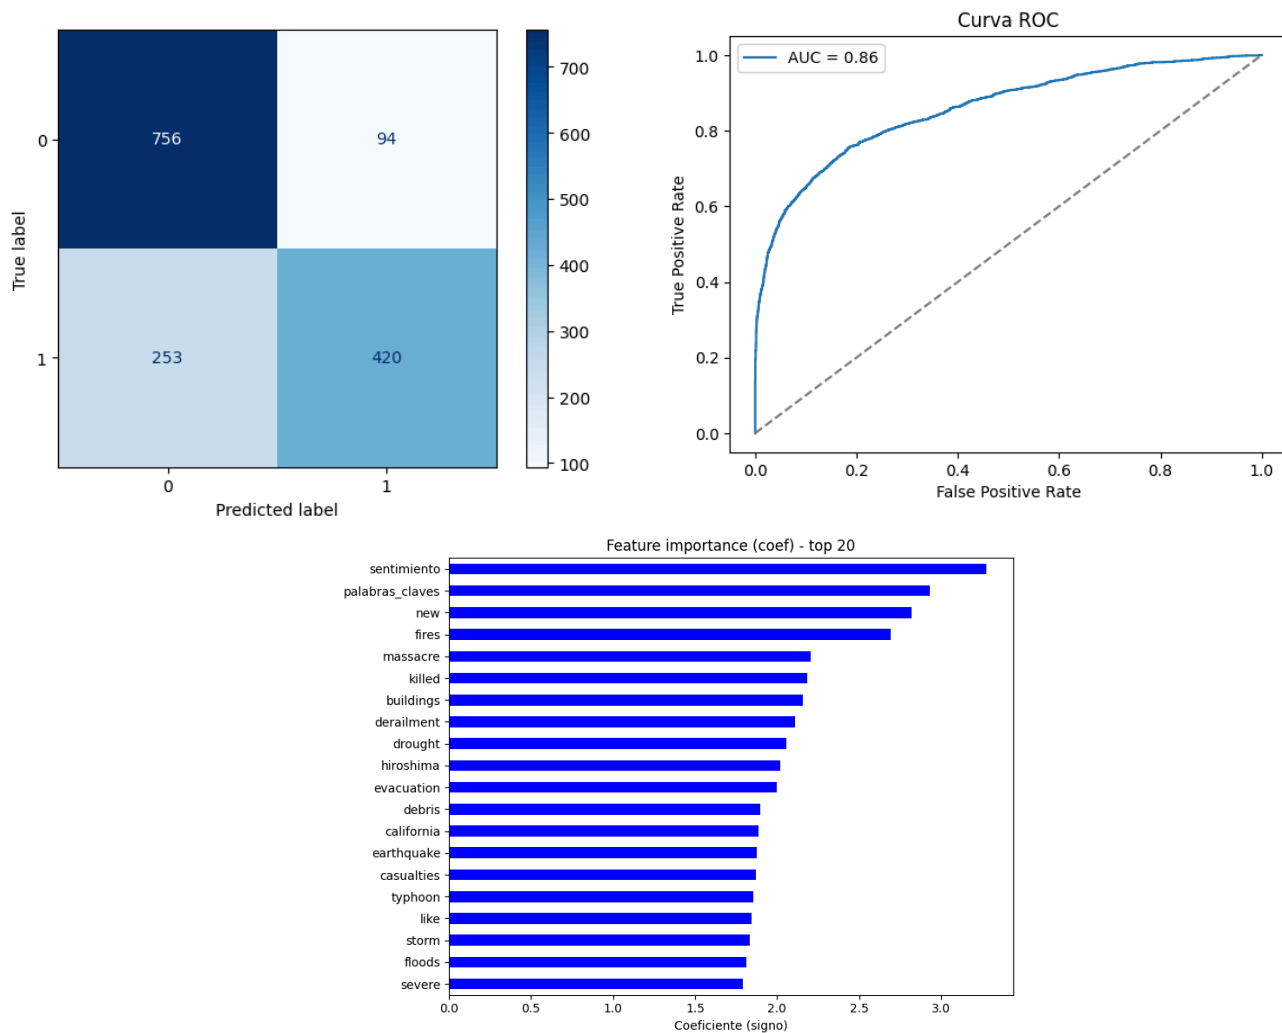 True label
0
1
756
94
253
420
0
1
Predicted label
700
600
500
400
300
200
100
Curva ROC
AUC = 0.86
True Positive Rate
1.0
0.8
0.6
0.4
0.2
0.0
0.0 0.2 0.4 0.6 0.8 1.0
False Positive Rate
Feature importance (coef) - top 20
sentimiento
palabras_claves
new
fires
massacre
killed
buildings
derailment
drought
hiroshima
evacuation
debris
california
earthquake
casualties
typhoon
like
storm
floods
severe
0.0 0.5 1.0 1.5 2.0 2.5 3.0
Coeficiente (signo)